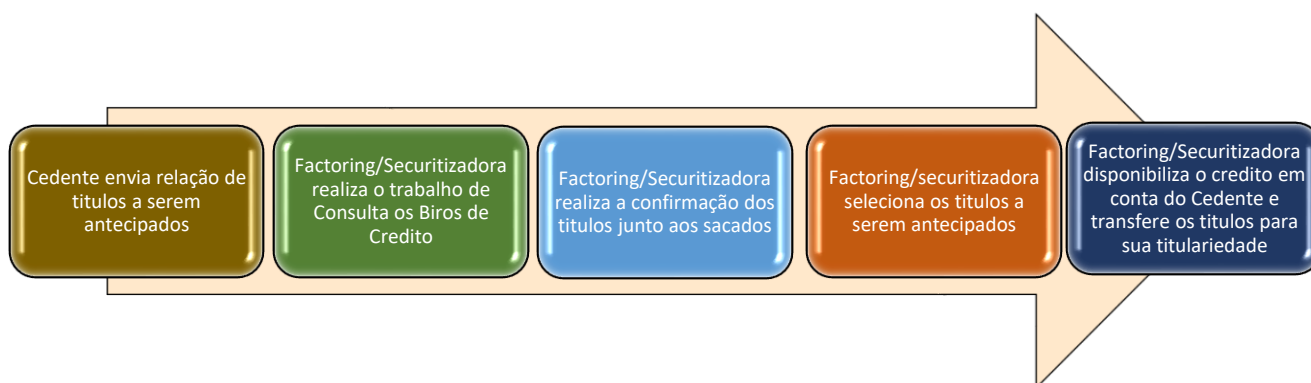 Cedente envia relação de
titulos a serem
antecipados
Factoring/Securitizadora
realiza o trabalho de
Consulta os Biros de
Credito
Factoring/Securitizadora
realiza a confirmação dos
titulos junto aos sacados
Factoring/securitizadora
seleciona os titulos a
serem antecipados
Factoring/Securitizadora
disponibiliza o credito em
conta do Cedente e
transfere os titulos para
sua titulariedade